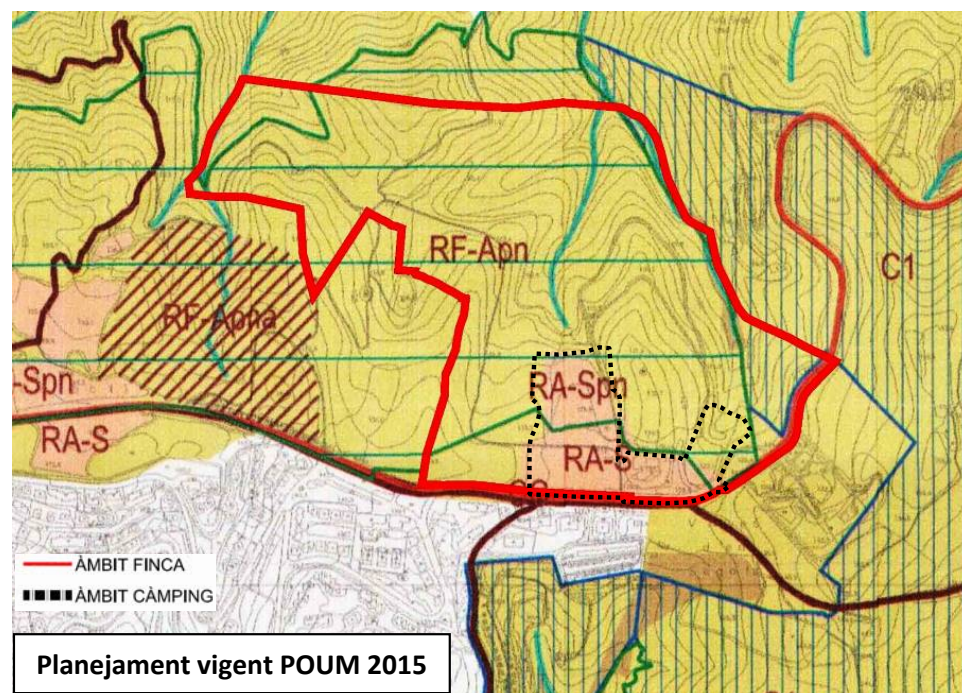 RF-Apn
C1
RF-Apna
-Spn
RA-Spn
RA-S
RA-S
ÀMBIT FINCA
ÀMBIT CÀMPING
Planejament vigent POUM 2015